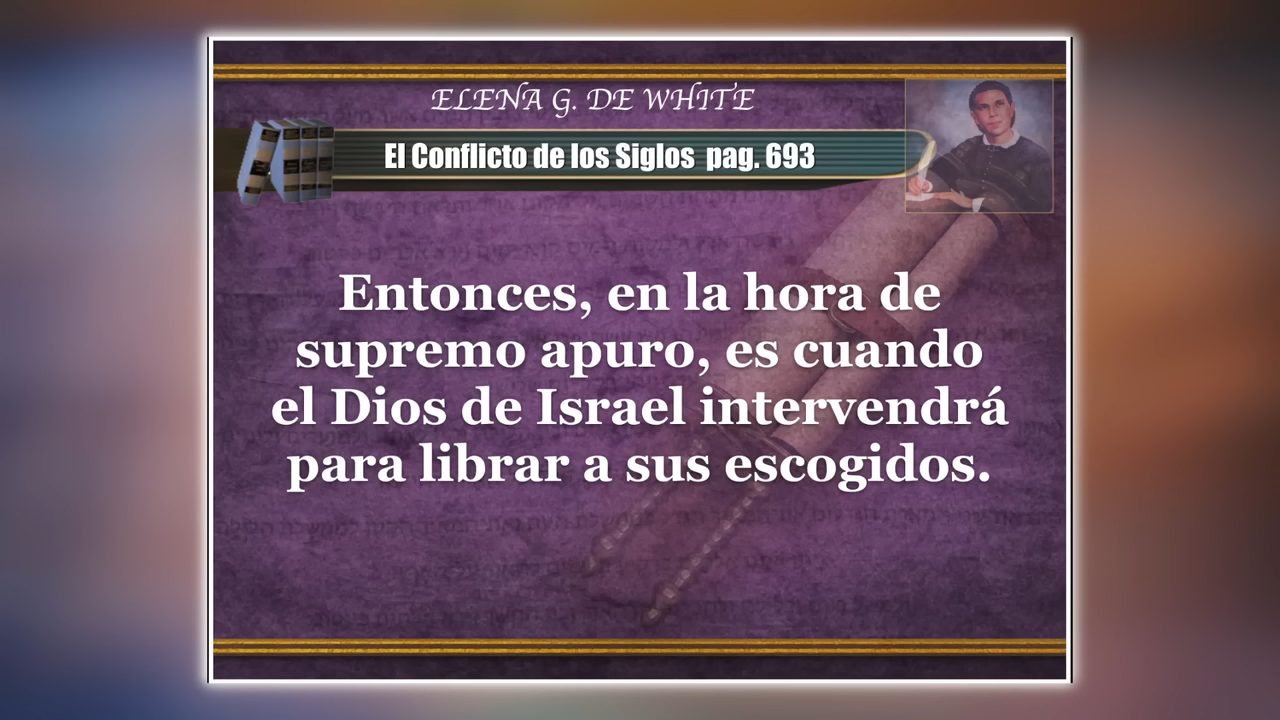 ELENA G. DE WHITE
El Conflicto de los Siglos pag. 693
Entonces, en la hora de
supremo apuro, es cuando
el Dios de Israel intervendrá
para librar a sus escogidos.